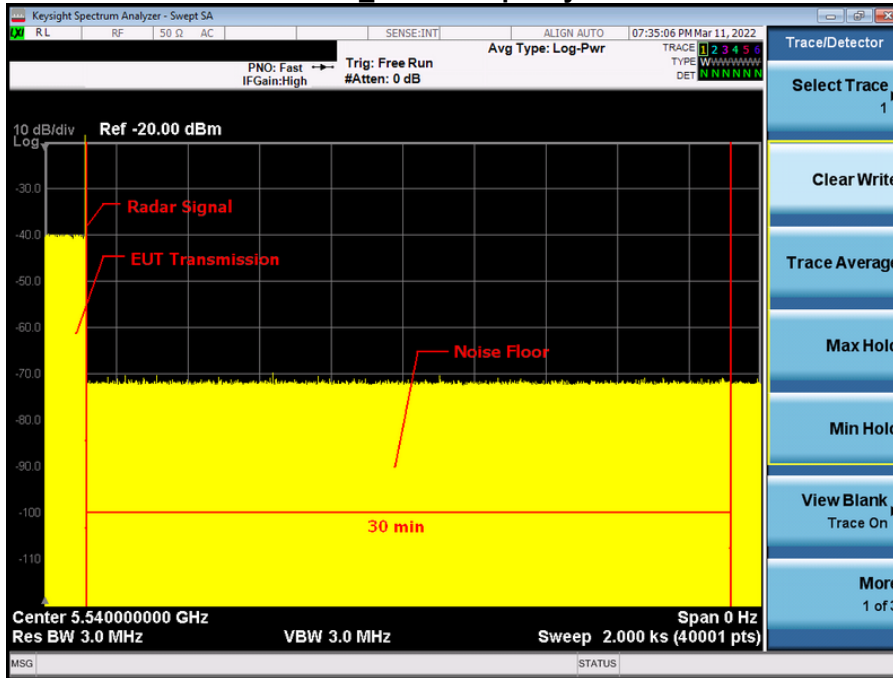 Keysight Spectrum Analyzer - Swept SA
LXI RL RF 50 Ω AC SENSE:INT ALIGN AUTO 07:35:06 PM Mar 11, 2022
Avg Type: Log-Pwr TRACE 1 2 3 4 5 6
PNO: Fast Trig: Free Run TYPE WWWWWW
IFGain:High #Atten: 0 dB DET N N N N N N
Trace/Detector
Select Trace
1
Clear Write
Trace Average
Max Hold
Min Hold
View Blank
Trace On
More
1 of 3
10 dB/div Ref -20.00 dBm
Log
-30.0
Radar Signal
-40.0
EUT Transmission
-50.0
-60.0
Noise Floor
-70.0
-80.0
-90.0
-100
30 min
-110
Center 5.540000000 GHz Span 0 Hz
Res BW 3.0 MHz VBW 3.0 MHz Sweep 2.000 ks (40001 pts)
MSG STATUS